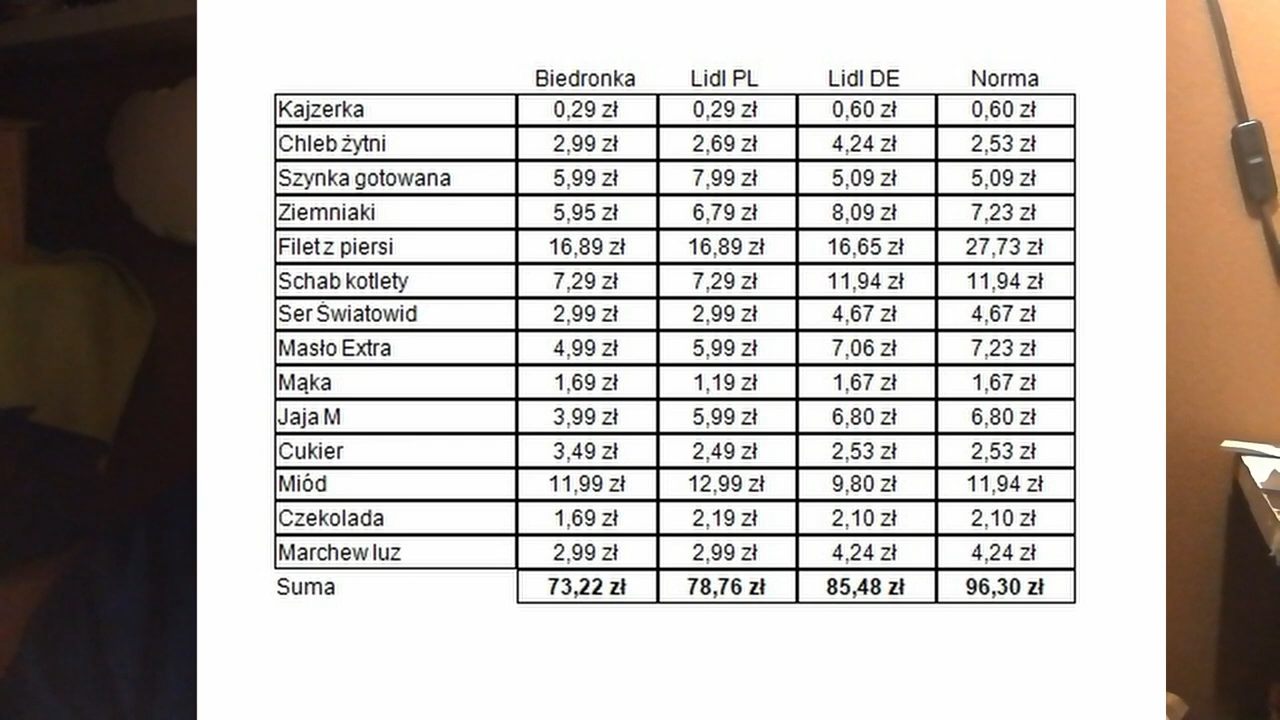 Biedronka Lidl PL Lidl DE Norma
Kajzerka 0,29 zł 0,29 zł 0,60 zł 0,60 zł
Chleb żytni 2,99 zł 2,69 zł 4,24 zł 2,53 zł
Szynka gotowana 5,99 zł 7,99 zł 5,09 zł 5,09 zł
Ziemniaki 5,95 zł 6,79 zł 8,09 zł 7,23 zł
Filet z piersi 16,89 zł 16,89 zł 16,65 zł 27,73 zł
Schab kotlety 7,29 zł 7,29 zł 11,94 zł 11,94 zł
Ser Światowid 2,99 zł 2,99 zł 4,67 zł 4,67 zł
Masło Extra 4,99 zł 5,99 zł 7,06 zł 7,23 zł
Mąka 1,69 zł 1,19 zł 1,67 zł 1,67 zł
Jaja M 3,99 zł 5,99 zł 6,80 zł 6,80 zł
Cukier 3,49 zł 2,49 zł 2,53 zł 2,53 zł
Miód 11,99 zł 12,99 zł 9,80 zł 11,94 zł
Czekolada 1,69 zł 2,19 zł 2,10 zł 2,10 zł
Marchew luz 2,99 zł 2,99 zł 4,24 zł 4,24 zł
Suma 73,22 zł 78,76 zł 85,48 zł 96,30 zł